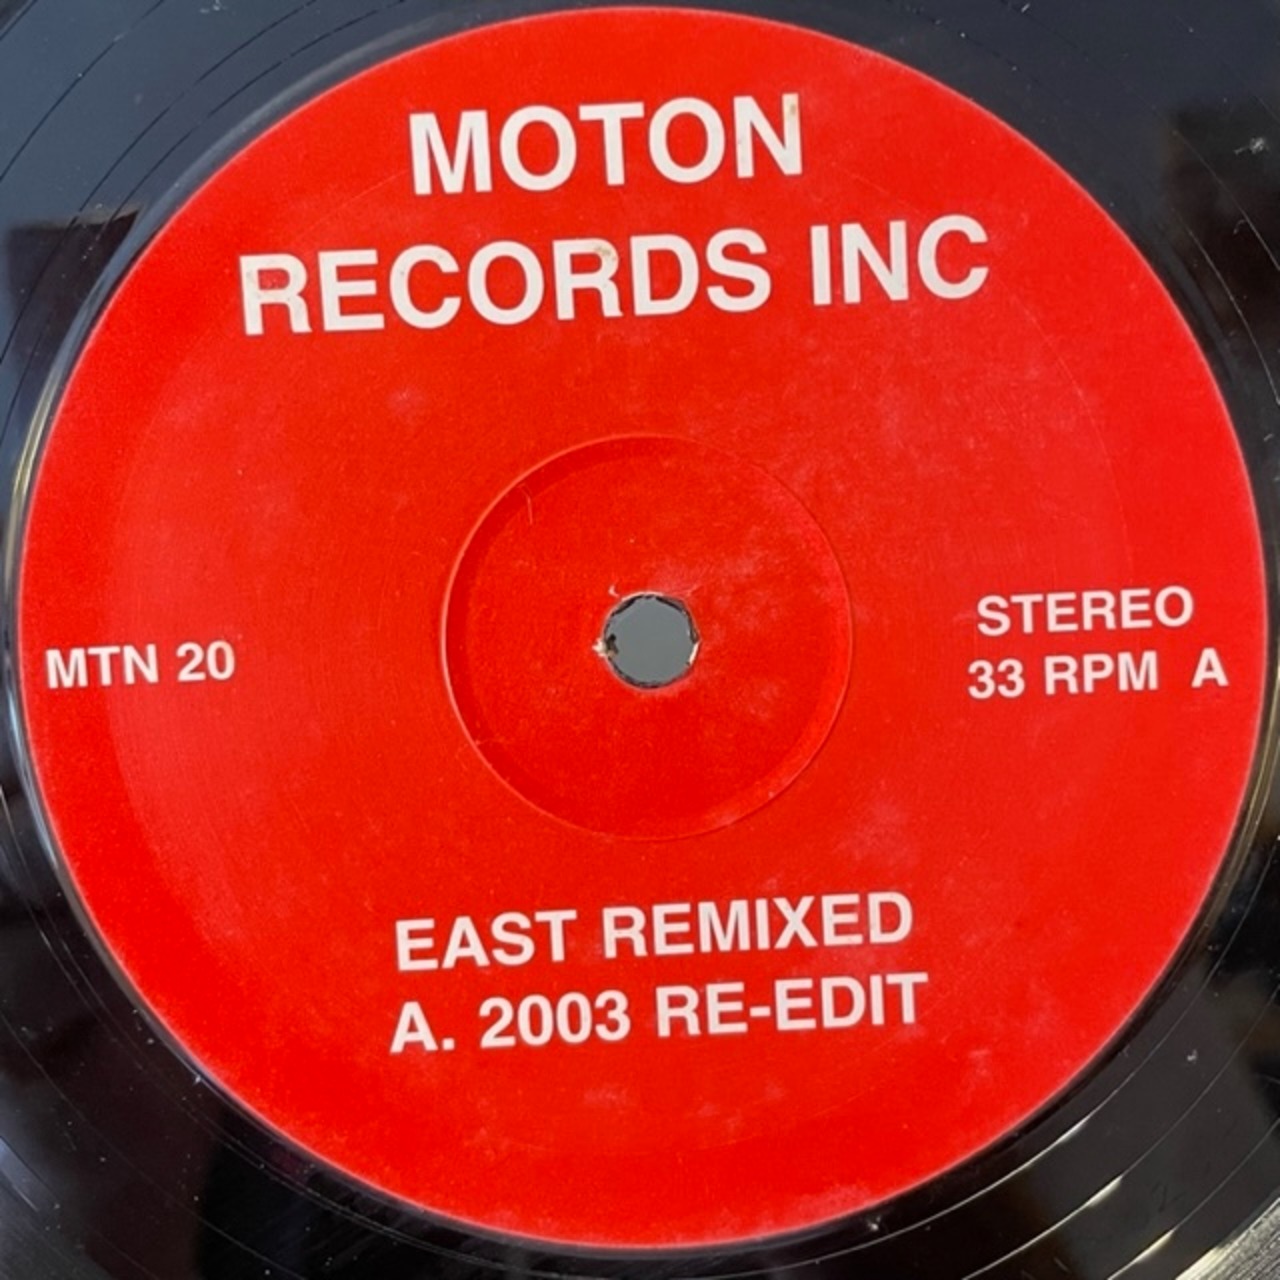 MOTON
RECORDS INC
MTN 20
STEREO
33 RPM A
EAST REMIXED
A. 2003 RE-EDIT